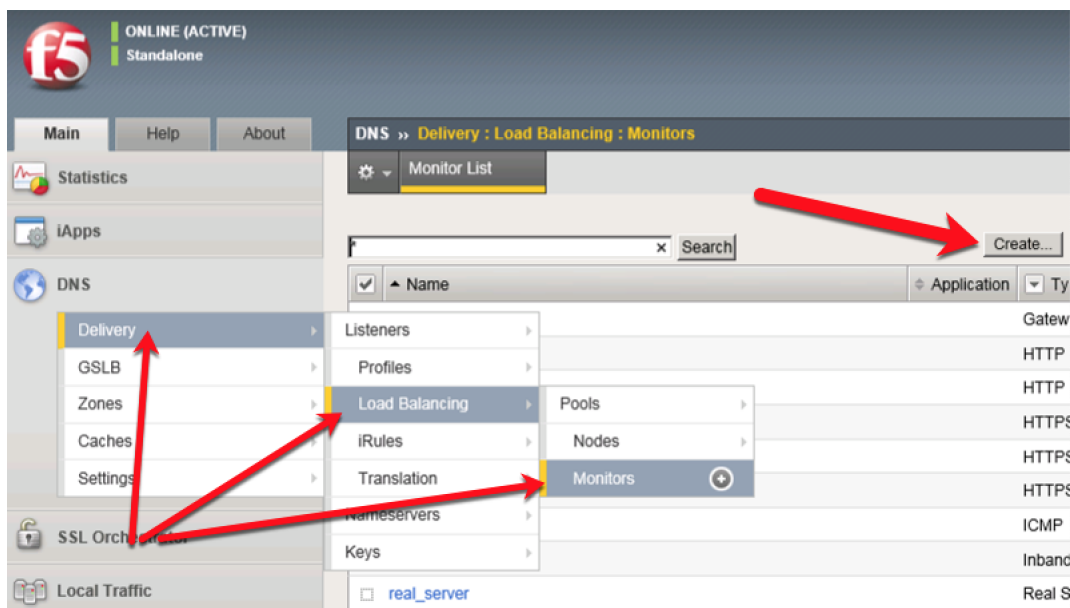 f5
ONLINE (ACTIVE)
Standalone
Main Help About
DNS » Delivery : Load Balancing : Monitors
Monitor List
Statistics
iApps
DNS
* × Search Create...
Name Application
Delivery
GSLB
Zones
Caches
Settings
Listeners
Profiles
Load Balancing
iRules
Translation
Nameservers
Keys
Pools
Nodes
Monitors
Gatew
HTTP
HTTP
HTTPS
HTTPS
HTTPS
ICMP
Inband
SSL Orchestrator
Local Traffic
real_server Real S